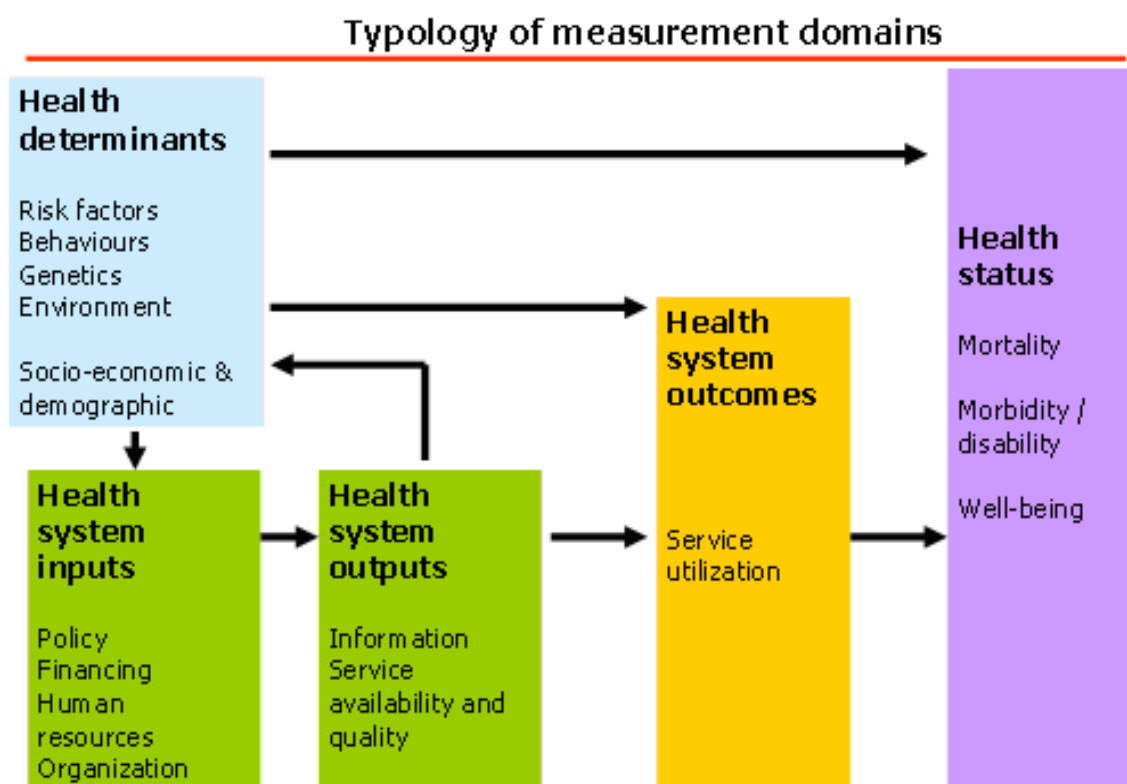 Typology of measurement domains
Health
determinants
Risk factors
Behaviours
Genetics
Environment
Socio-economic &
demographic
Health
system
inputs
Policy
Financing
Human
resources
Organization
Health
system
outputs
Information
Service
availability and
quality
Health
system
outcomes
Service
utilization
Health
status
Mortality
Morbidity /
disability
Well-being